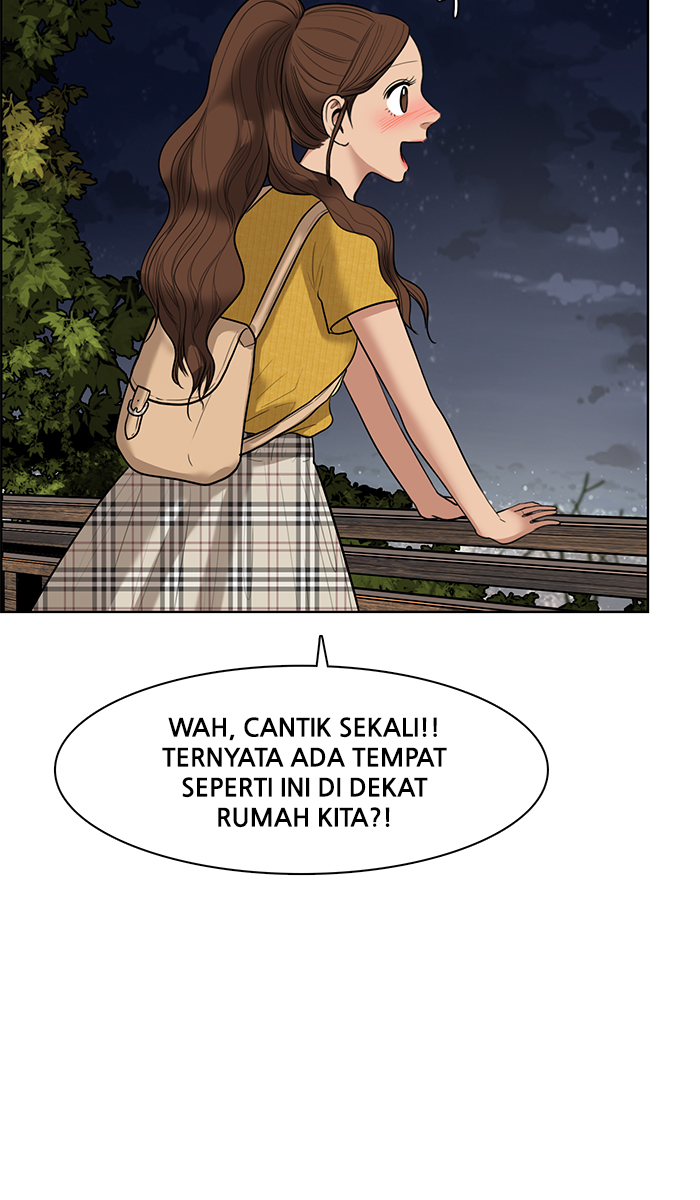 WAH, CANTIK SEKALI!!
TERNYATA ADA TEMPAT
SEPERTI INI DI DEKAT
RUMAH KITA?!